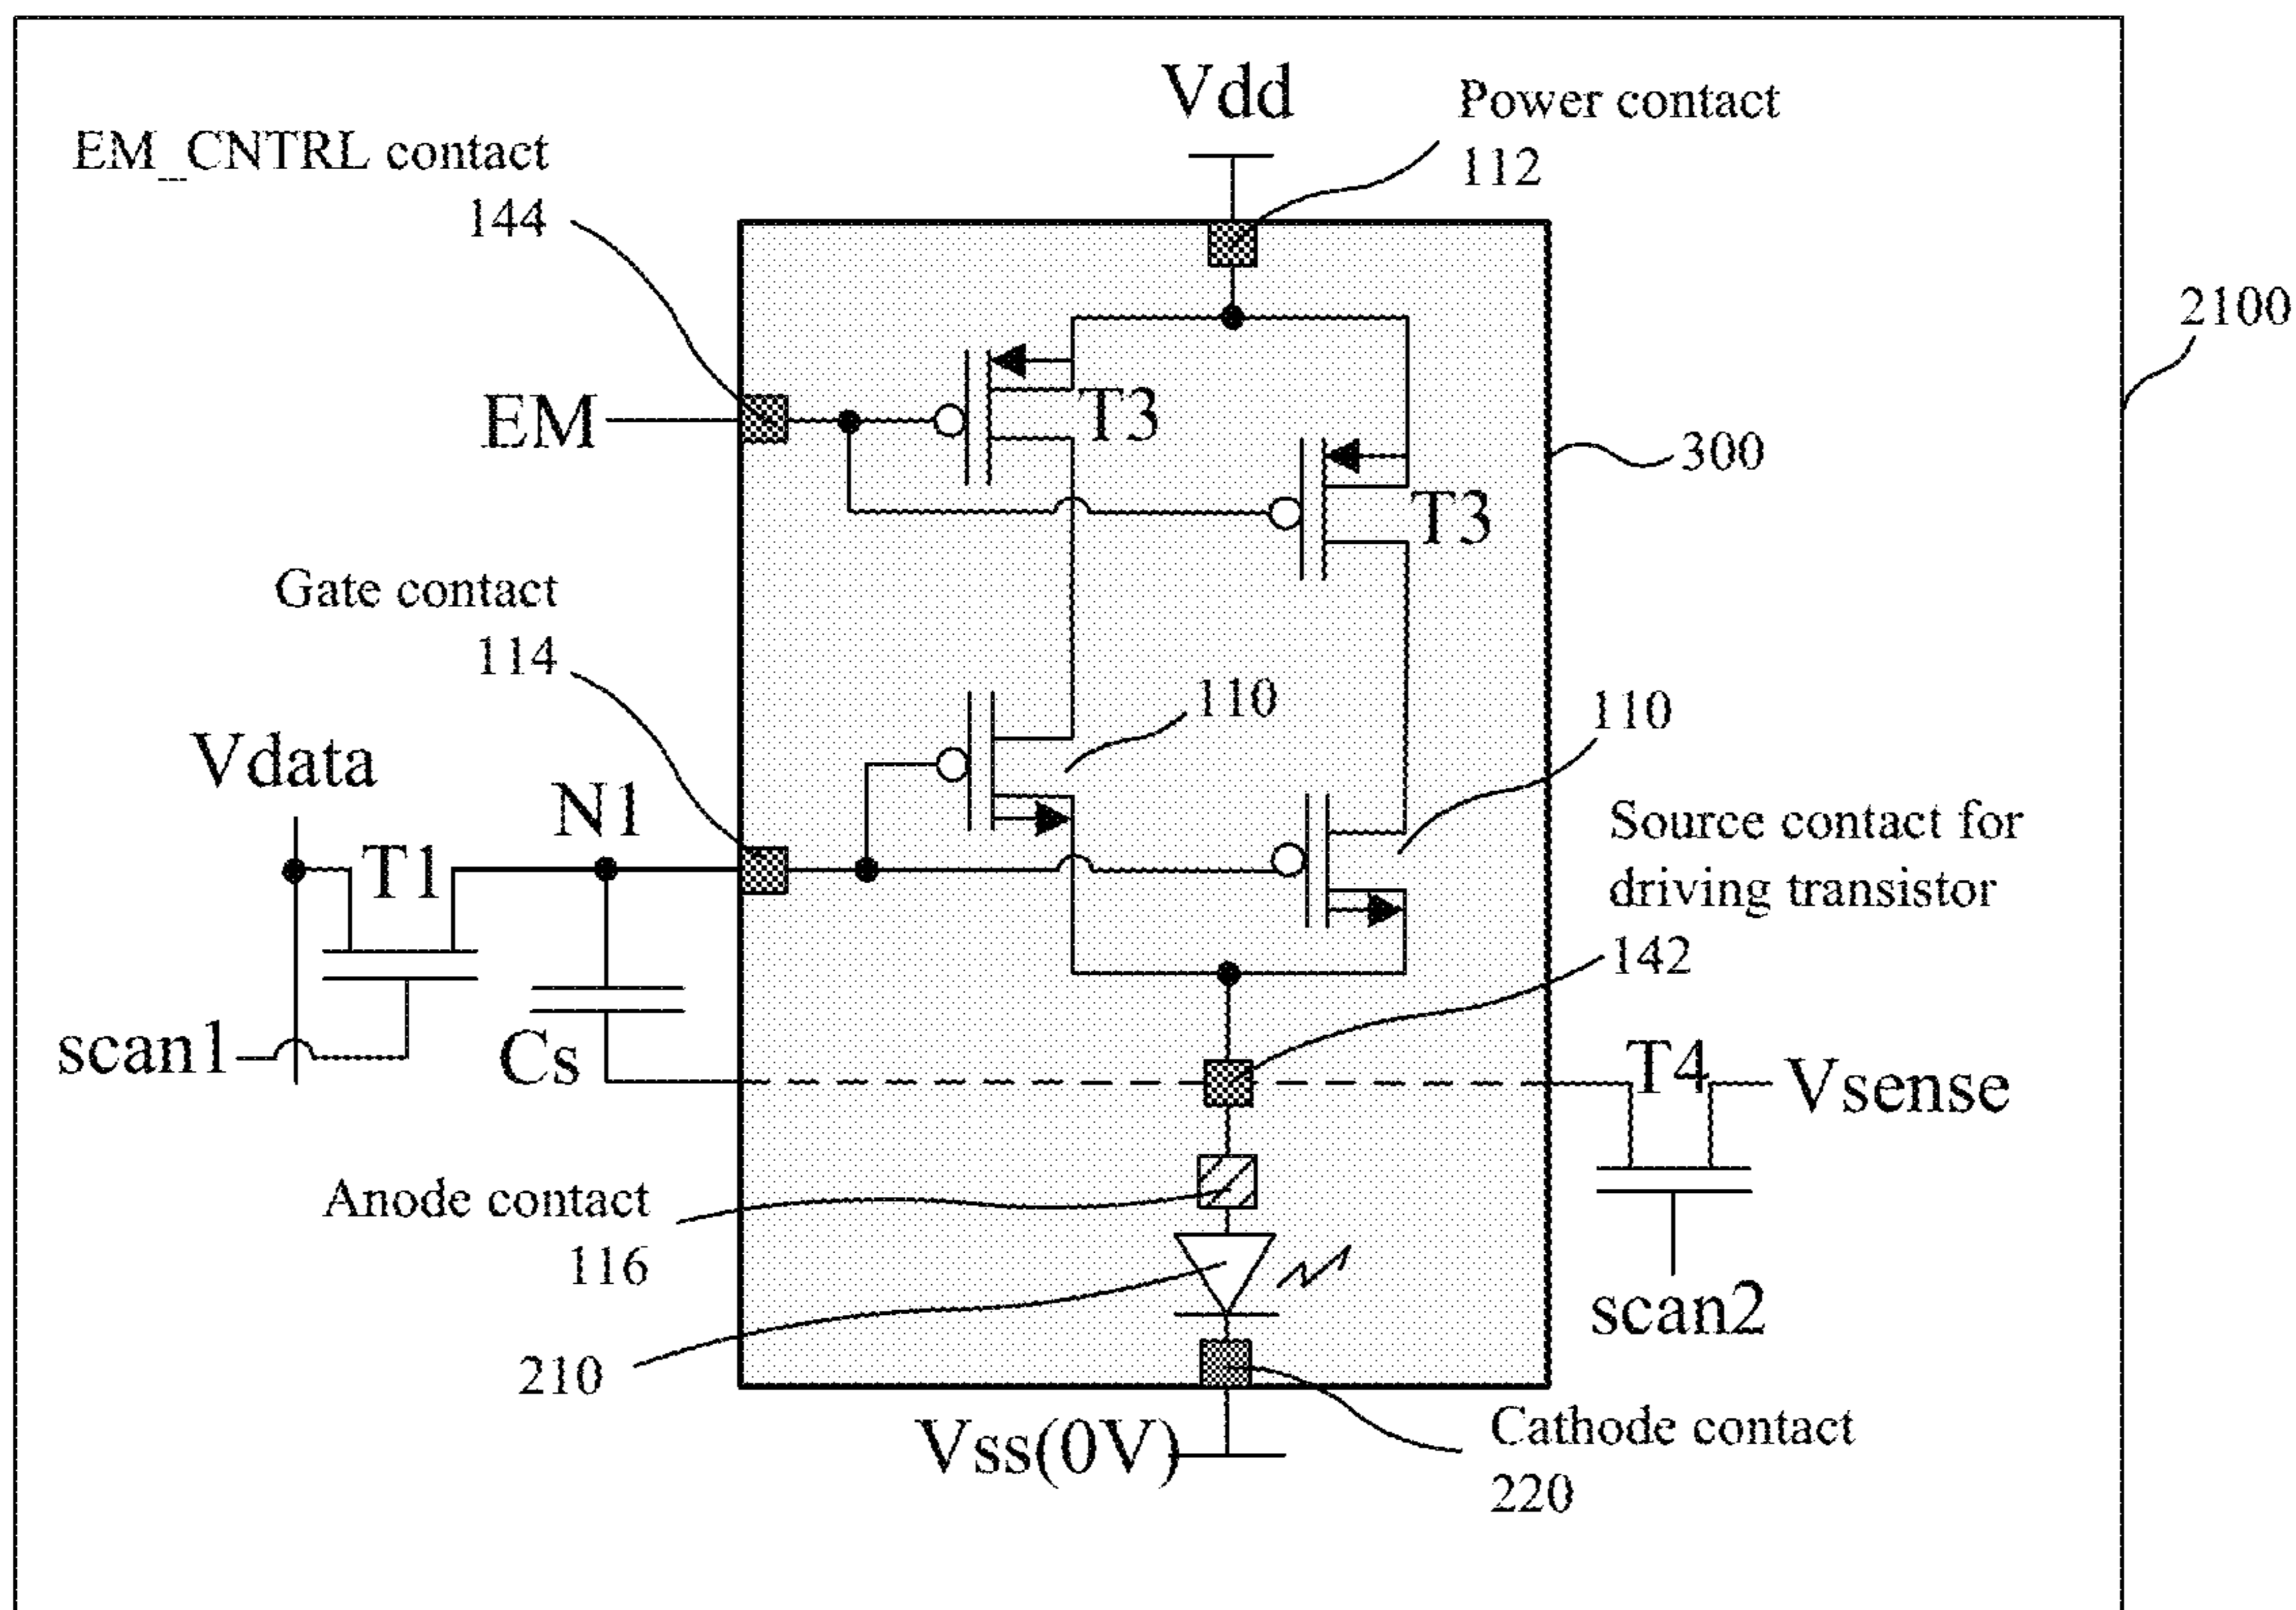 Vdd
Power contact
112
EM_CNTRL contact
144
2100
EM
T3
300
T3
Gate contact
114
110
110
Vdata
N1
T1
Source contact for
driving transistor
142
scan1
Cs
T4
Vsense
Anode contact
116
210
scan2
Vss(0V)
Cathode contact
220